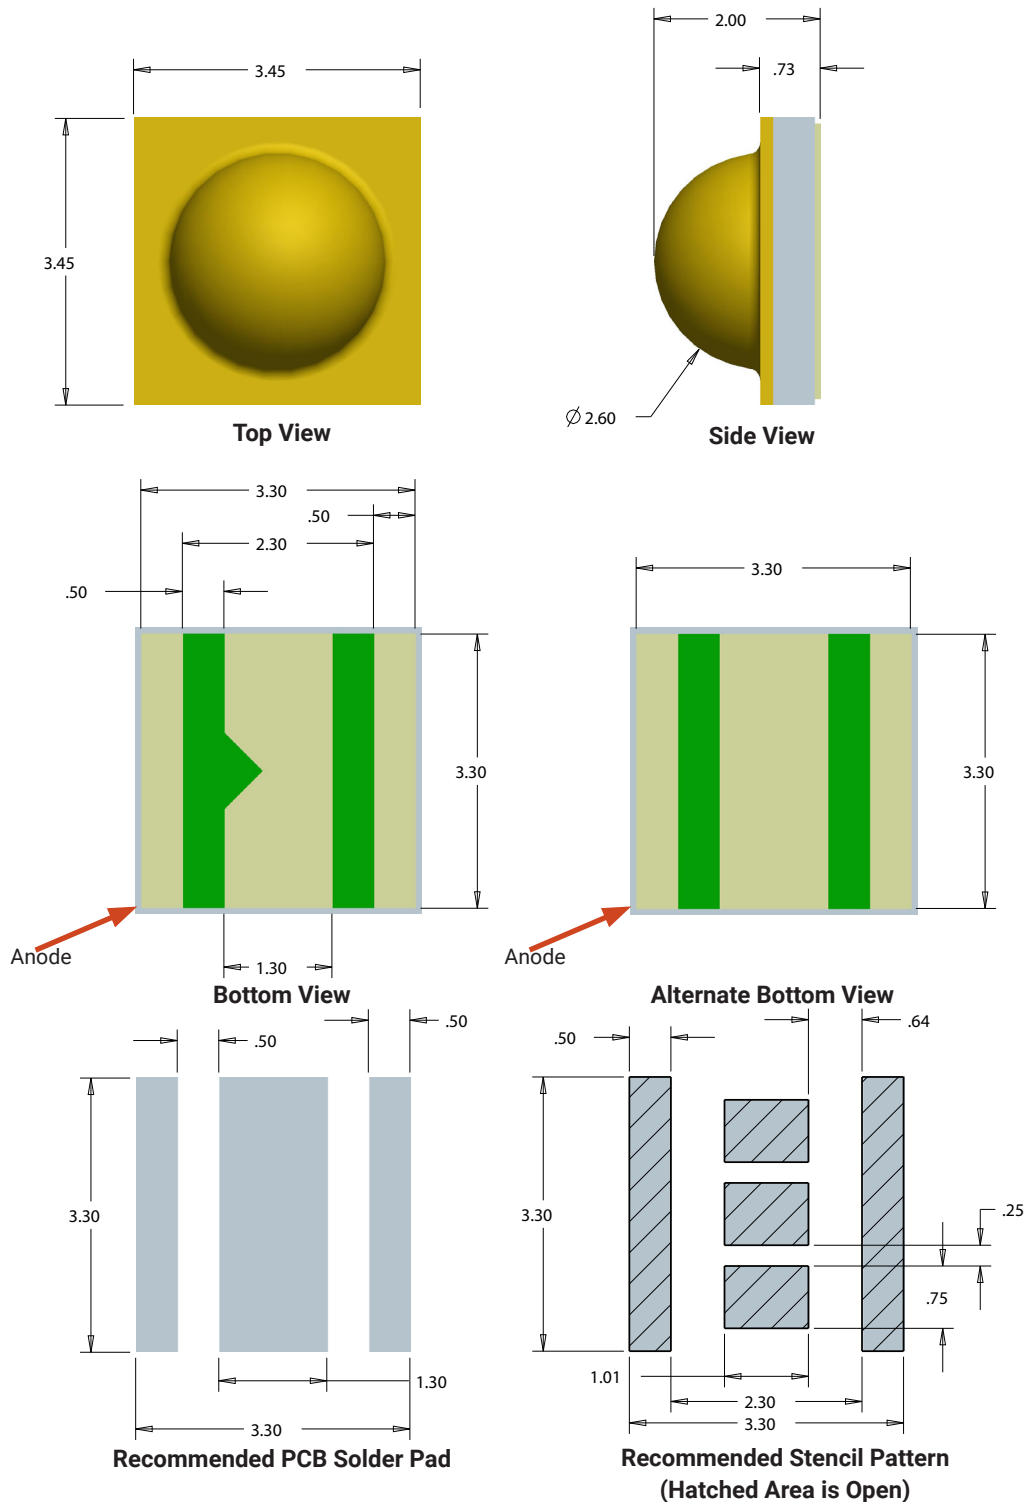 2.00
.73
3.45
3.45
Ø 2.60
Top View
Side View
3.30
.50
2.30
.50
3.30
Anode
1.30
Bottom View
3.30
3.30
Anode
Alternate Bottom View
.50
.50
3.30
1.30
3.30
Recommended PCB Solder Pad
.64
.50
3.30
.25
.75
1.01
2.30
3.30
Recommended Stencil Pattern
(Hatched Area is Open)